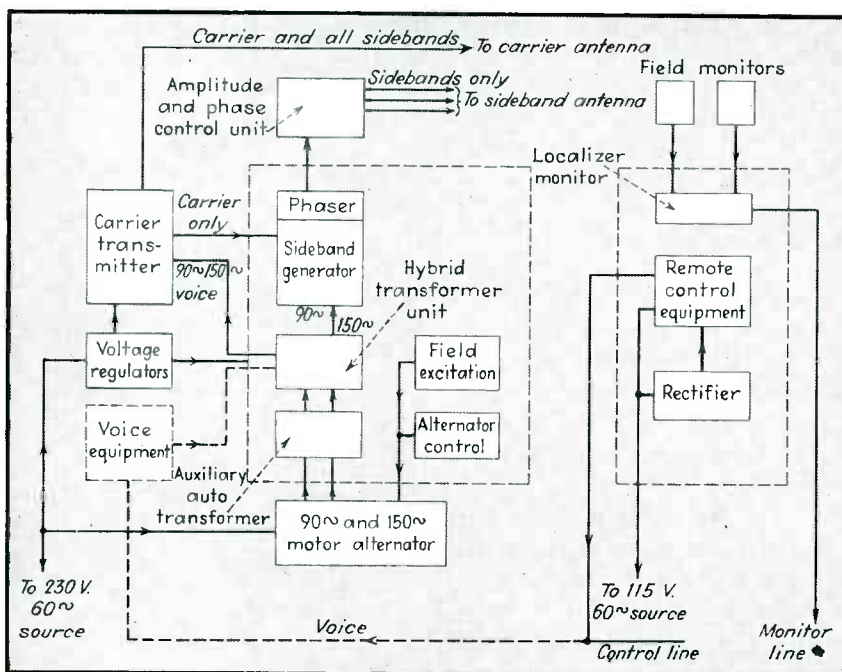 Carrier and all sidebands
To carrier antenna
Amplitude
and phase
control unit
Sidebands only
To sideband antenna
Field monitors
Localizer
monitor
Carrier
trans-
mitter
Carrier
only
90~150~
voice
Phaser
Sideband
generator
90~
150~
Hybrid
transformer
unit
Remote
control
equipment
Rectifier
Voltage
regulators
Voice
equipment
Field
excitation
Alternator
control
Auxiliary
auto
transformer
90~ and 150~
motor alternator
To 230 V.
60~
source
Voice
To 115 V.
60~source
Control line
Monitor
line